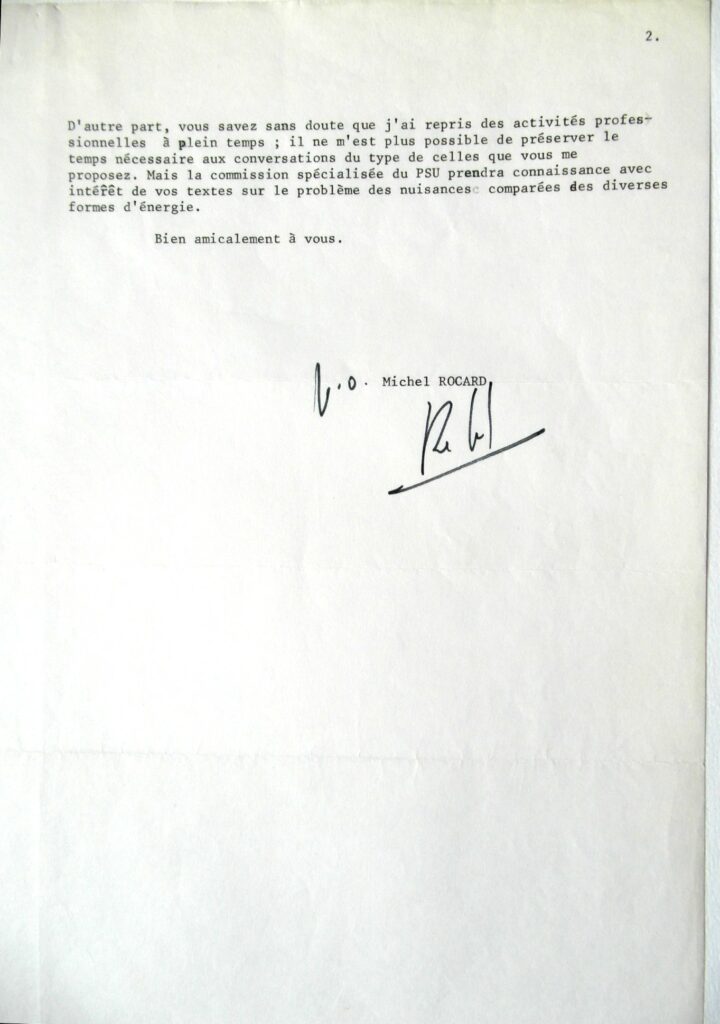 2.
D'autre part, vous savez sans doute que j'ai repris des activités profes-
sionnelles à plein temps ; il ne m'est plus possible de préserver le
temps nécessaire aux conversations du type de celles que vous me
proposez. Mais la commission spécialisée du PSU prendra connaissance avec
intérêt de vos textes sur le problème des nuisances comparées des diverses
formes d'énergie.
Bien amicalement à vous.
p.o. Michel ROCARD